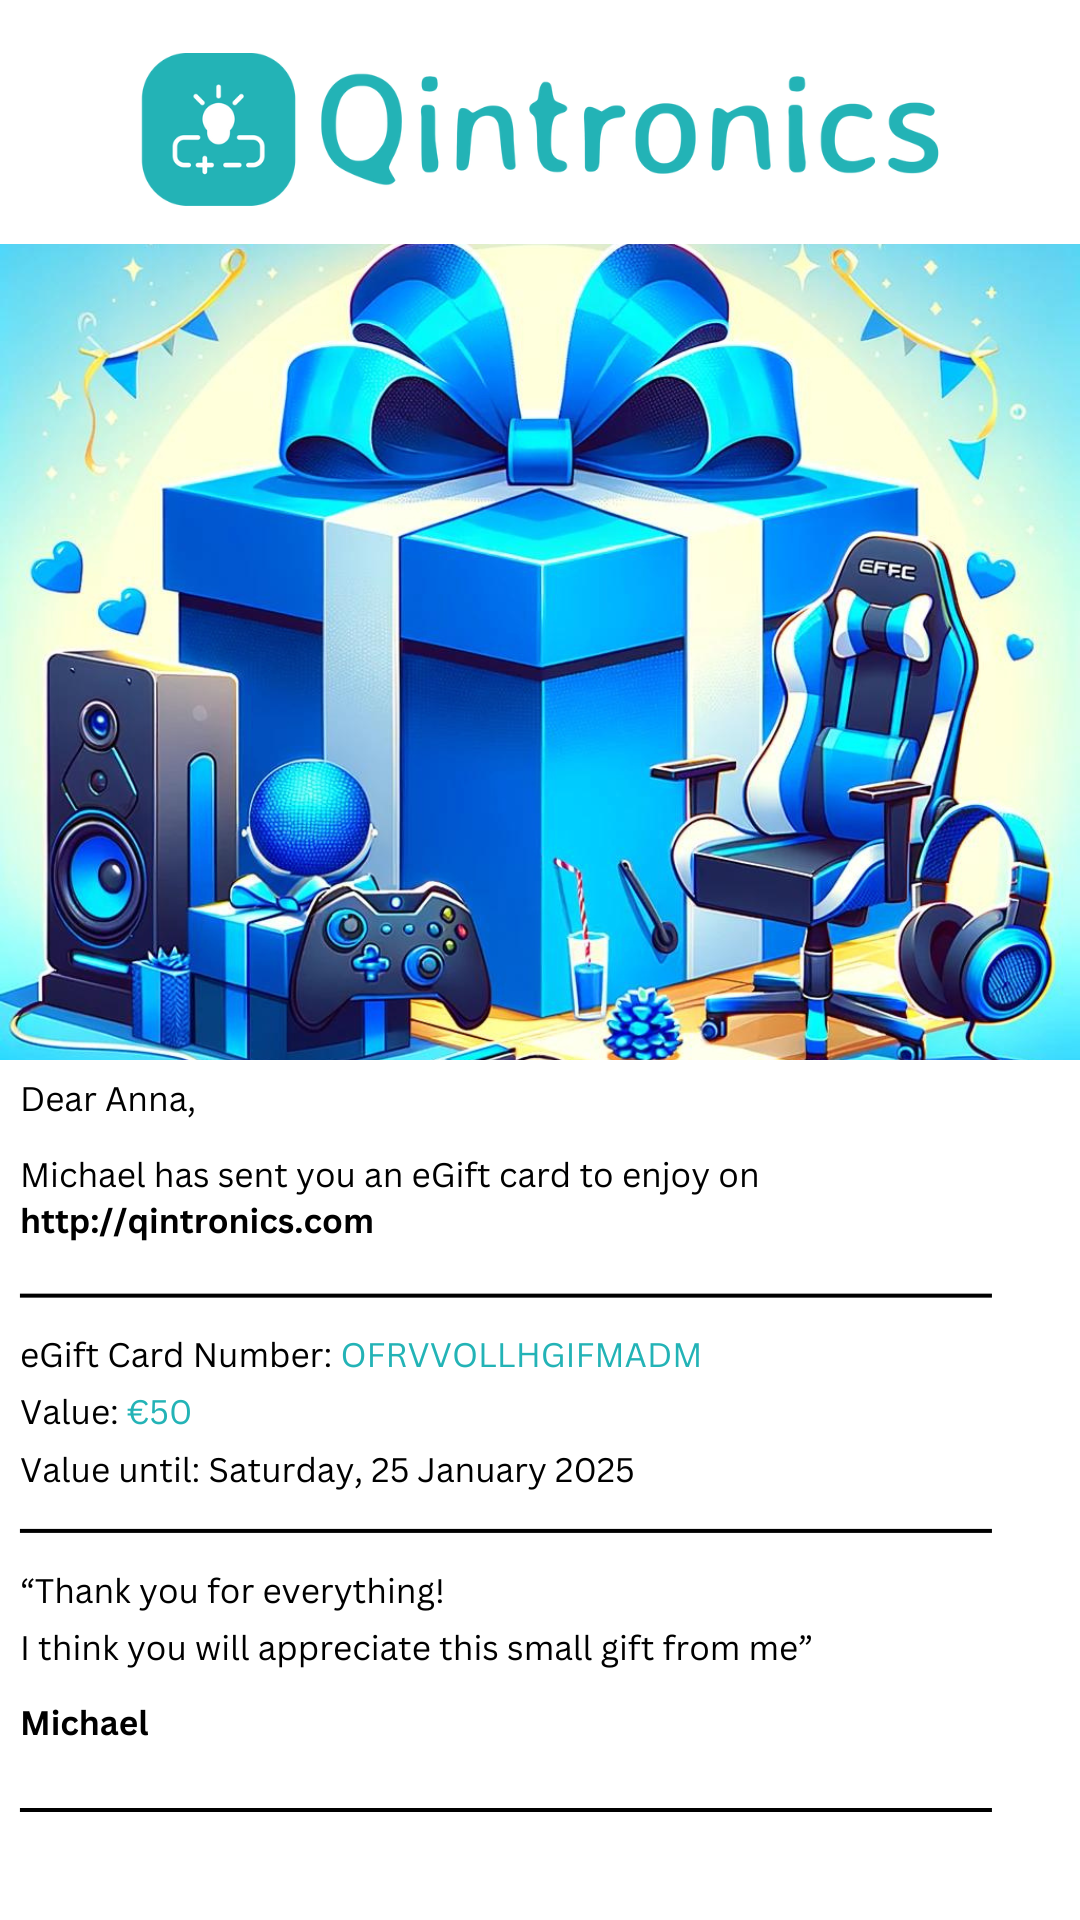 Qintronics
EFFC
Dear Anna,
Michael has sent you an eGift card to enjoy on
http://qintronics.com
eGift Card Number: OFRVVOLLHGIFMADM
Value: €50
Value until: Saturday, 25 January 2025
“Thank you for everything!
I think you will appreciate this small gift from me”
Michael